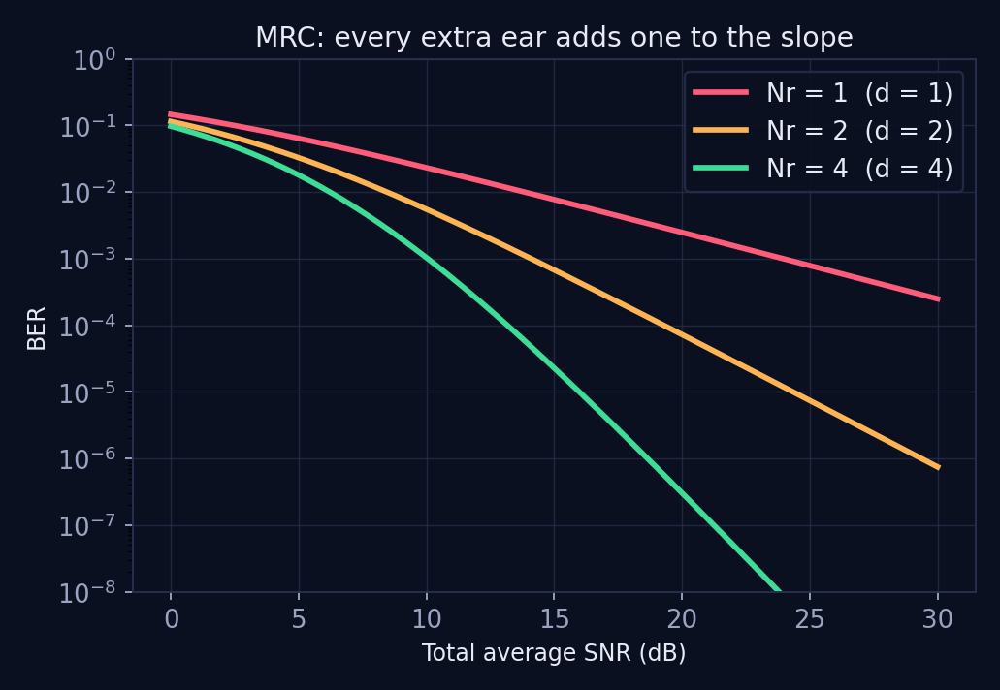 MRC: every extra ear adds one to the slope
Nr = 1 (d = 1)
Nr = 2 (d = 2)
Nr = 4 (d = 4)
BER
10⁰
10⁻¹
10⁻²
10⁻³
10⁻⁴
10⁻⁵
10⁻⁶
10⁻⁷
10⁻⁸
0 5 10 15 20 25 30
Total average SNR (dB)